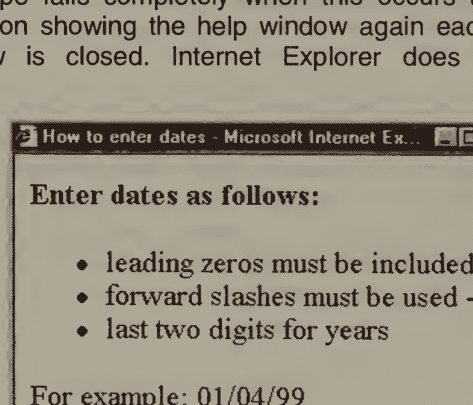 fails completely when this occurs
on showing the help window again
is closed. Internet Explorer does
How to enter dates - Microsoft Internet Ex...
Enter dates as follows:
• leading zeros must be included
• forward slashes must be used -
• last two digits for years
For example: 01/04/99